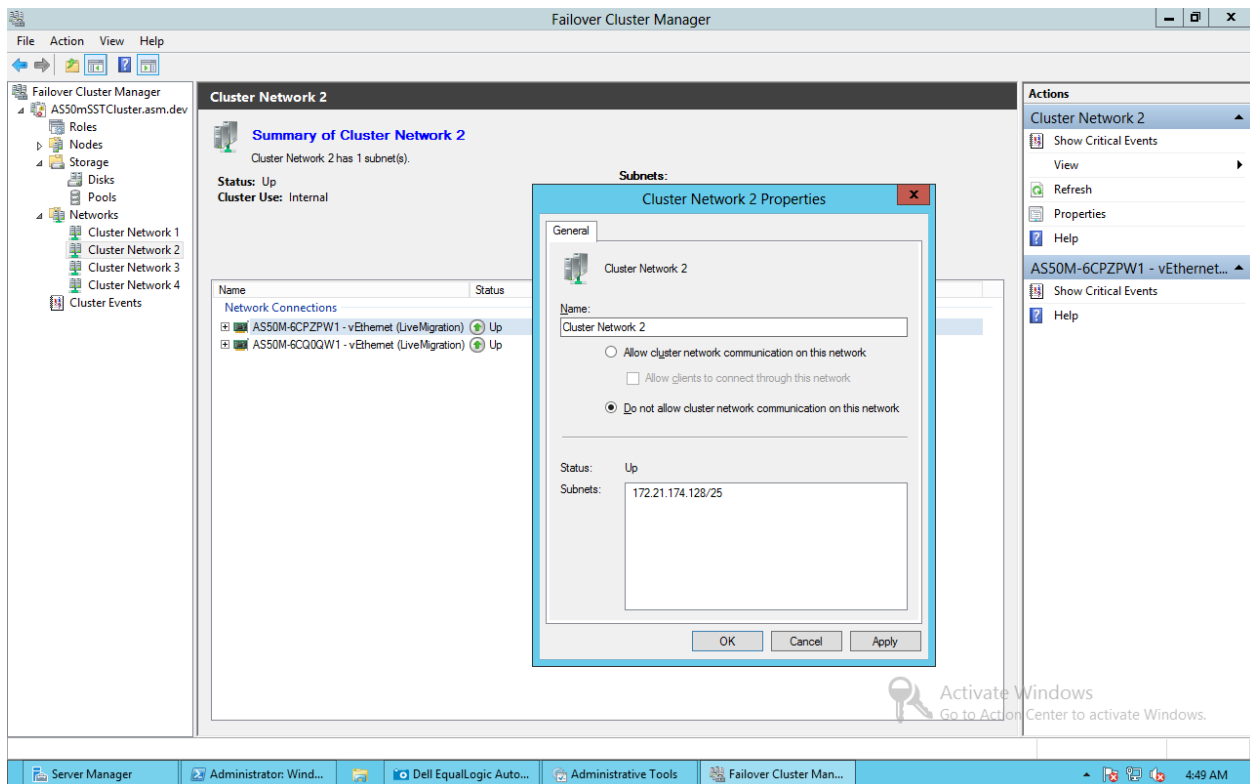 Failover Cluster Manager
File Action View Help
Failover Cluster Manager
AS50mSSTCluster.asm.dev
Roles
Nodes
Storage
Disks
Pools
Networks
Cluster Network 1
Cluster Network 2
Cluster Network 3
Cluster Network 4
Cluster Events
Cluster Network 2
Summary of Cluster Network 2
Cluster Network 2 has 1 subnet(s).
Status: Up
Cluster Use: Internal
Subnets:
Name Status
Network Connections
AS50M-6CPZPW1 - vEthernet (LiveMigration) Up
AS50M-6CQ0QW1 - vEthernet (LiveMigration) Up
Cluster Network 2 Properties
General
Cluster Network 2
Name:
Cluster Network 2
Allow cluster network communication on this network
Allow clients to connect through this network
Do not allow cluster network communication on this network
Status: Up
Subnets: 172.21.174.128/25
OK Cancel Apply
Actions
Cluster Network 2
Show Critical Events
View
Refresh
Properties
Help
AS50M-6CPZPW1 - vEthernet...
Show Critical Events
Help
Activate Windows
Go to Action Center to activate Windows.
Server Manager Administrator: Wind... Dell EqualLogic Auto... Administrative Tools Failover Cluster Man... 4:49 AM